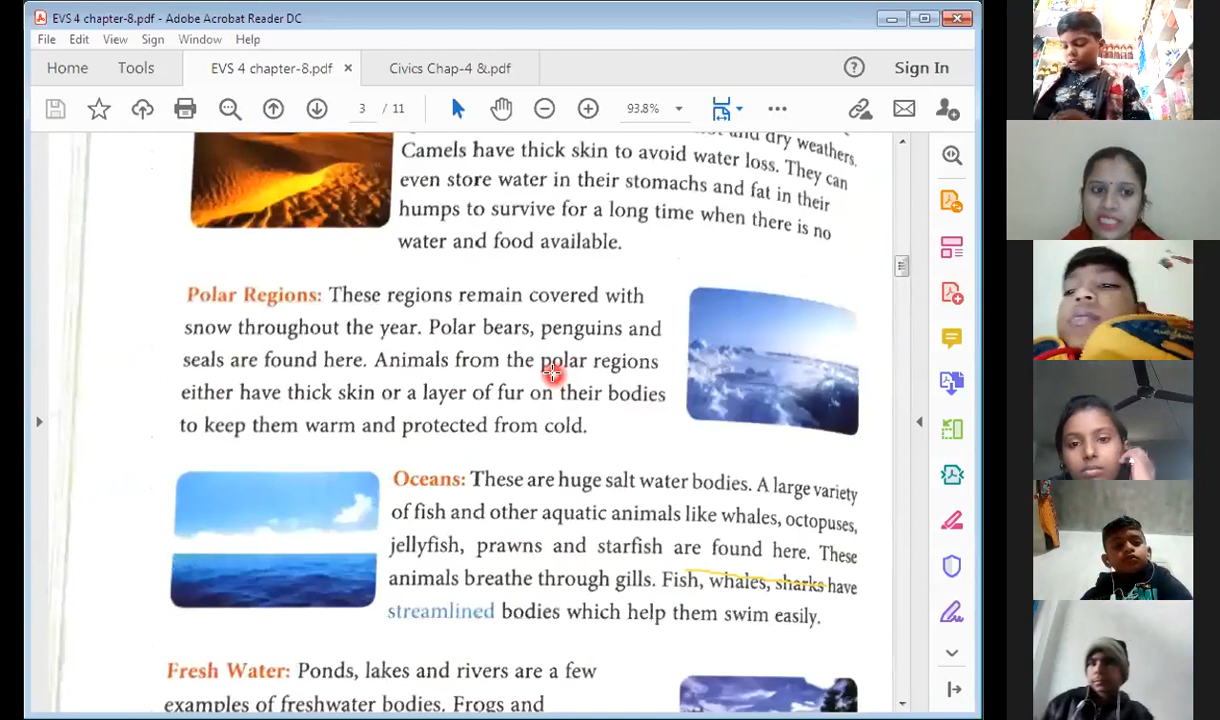 EVS 4 chapter-8.pdf - Adobe Acrobat Reader DC
File Edit View Sign Window Help
Home Tools EVS 4 chapter-8.pdf × Civics Chap-4 &.pdf ? Sign In
3 / 11 93.8%
and dry weathers.
Camels have thick skin to avoid water loss. They can
even store water in their stomachs and fat in their
humps to survive for a long time when there is no
water and food available.
Polar Regions: These regions remain covered with
snow throughout the year. Polar bears, penguins and
seals are found here. Animals from the polar regions
either have thick skin or a layer of fur on their bodies
to keep them warm and protected from cold.
Oceans: These are huge salt water bodies. A large variety
of fish and other aquatic animals like whales, octopuses,
jellyfish, prawns and starfish are found here. These
animals breathe through gills. Fish, whales, sharks have
streamlined bodies which help them swim easily.
Fresh Water: Ponds, lakes and rivers are a few
examples of freshwater bodies. Frogs and